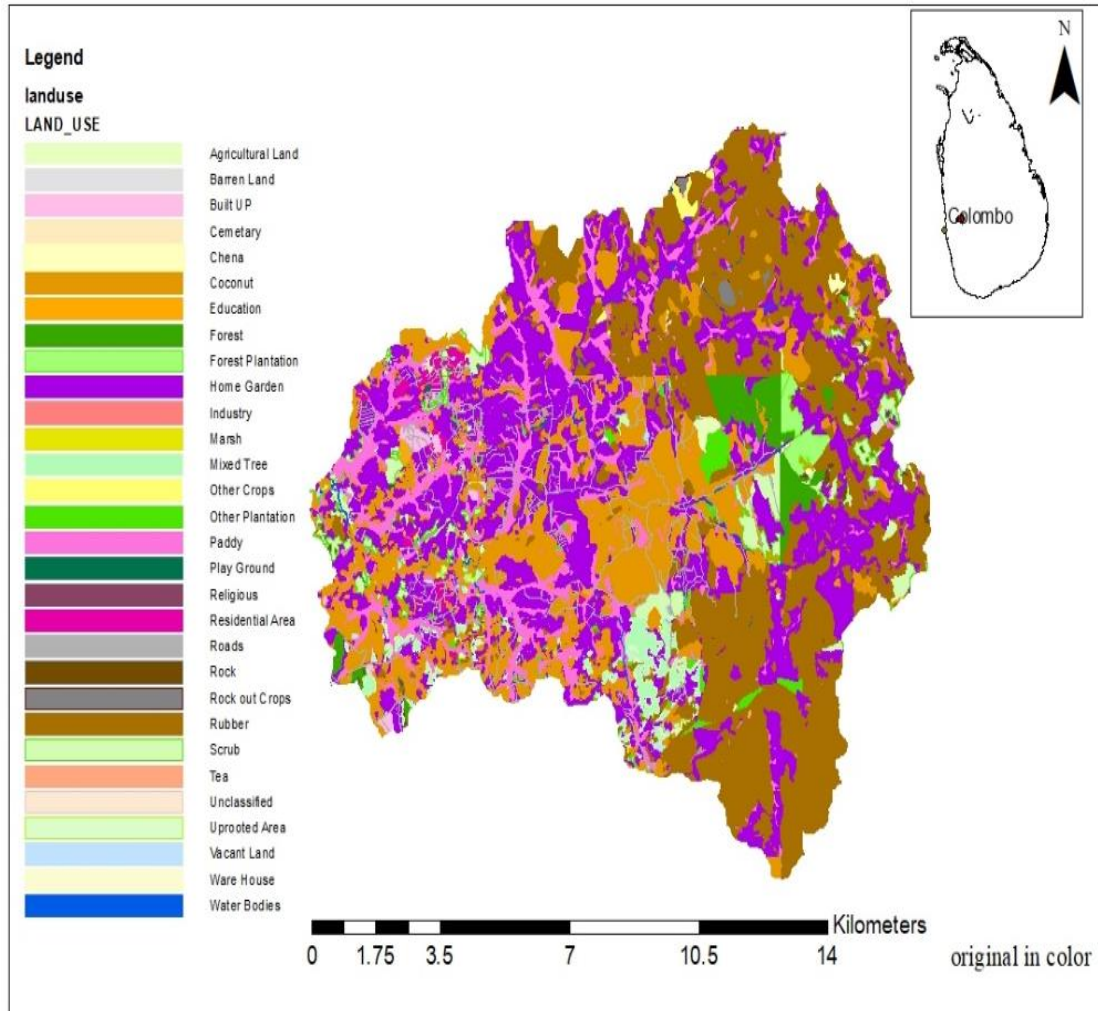 Legend
landuse
LAND_USE
Agricultural Land
Barren Land
Built UP
Cemetary
Chena
Coconut
Education
Forest
Forest Plantation
Home Garden
Industry
Marsh
Mixed Tree
Other Crops
Other Plantation
Paddy
Play Ground
Religious
Residential Area
Roads
Rock
Rock out Crops
Rubber
Scrub
Tea
Unclassified
Uprooted Area
Vacant Land
Ware House
Water Bodies
N
Colombo
Kilometers
0 1.75 3.5 7 10.5 14
original in color